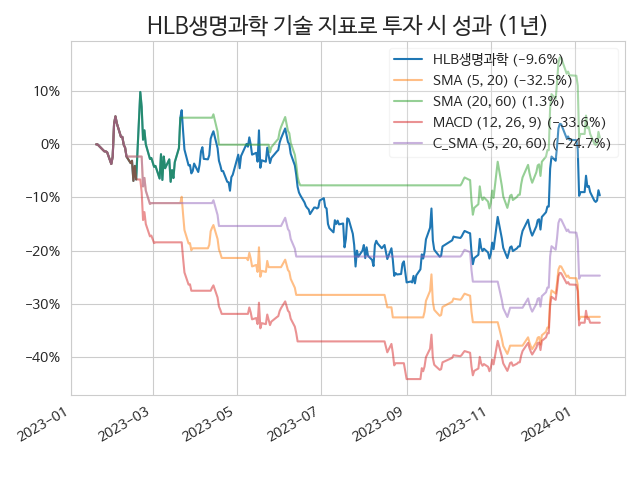 HLB생명과학 기술 지표로 투자 시 성과 (1년)
HLB생명과학 (−9.6%)
SMA (5, 20) (−32.5%)
SMA (20, 60) (1.3%)
MACD (12, 26, 9) (−33.6%)
C_SMA (5, 20, 60) (−24.7%)
10%
0%
−10%
−20%
−30%
−40%
2023−01
2023−03
2023−05
2023−07
2023−09
2023−11
2024−01